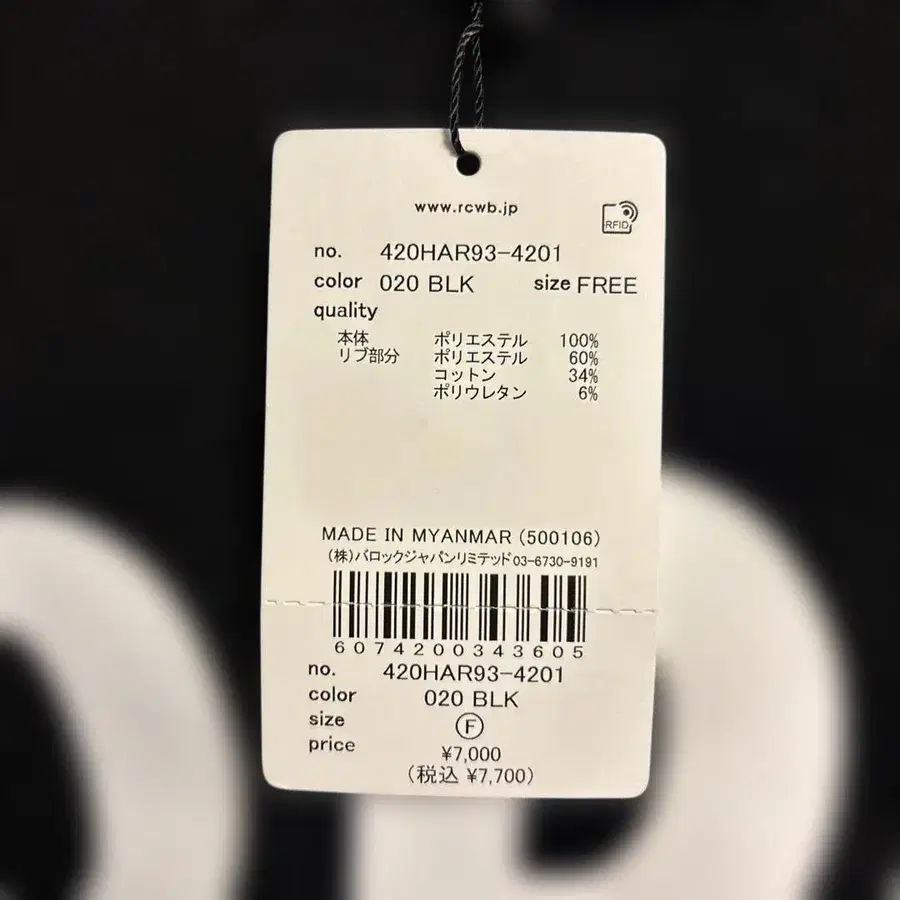 www.rcwb.jp
RFID
no. 420HAR93-4201
color 020 BLK size FREE
quality
本体 ポリエステル 100%
リブ部分 ポリエステル 60%
コットン 34%
ポリウレタン 6%
MADE IN MYANMAR (500106)
(株)バロックジャパンリミテッド03-6730-9191
6074200343605
no. 420HAR93-4201
color 020 BLK
size F
price ¥7,000
(税込 ¥7,700)